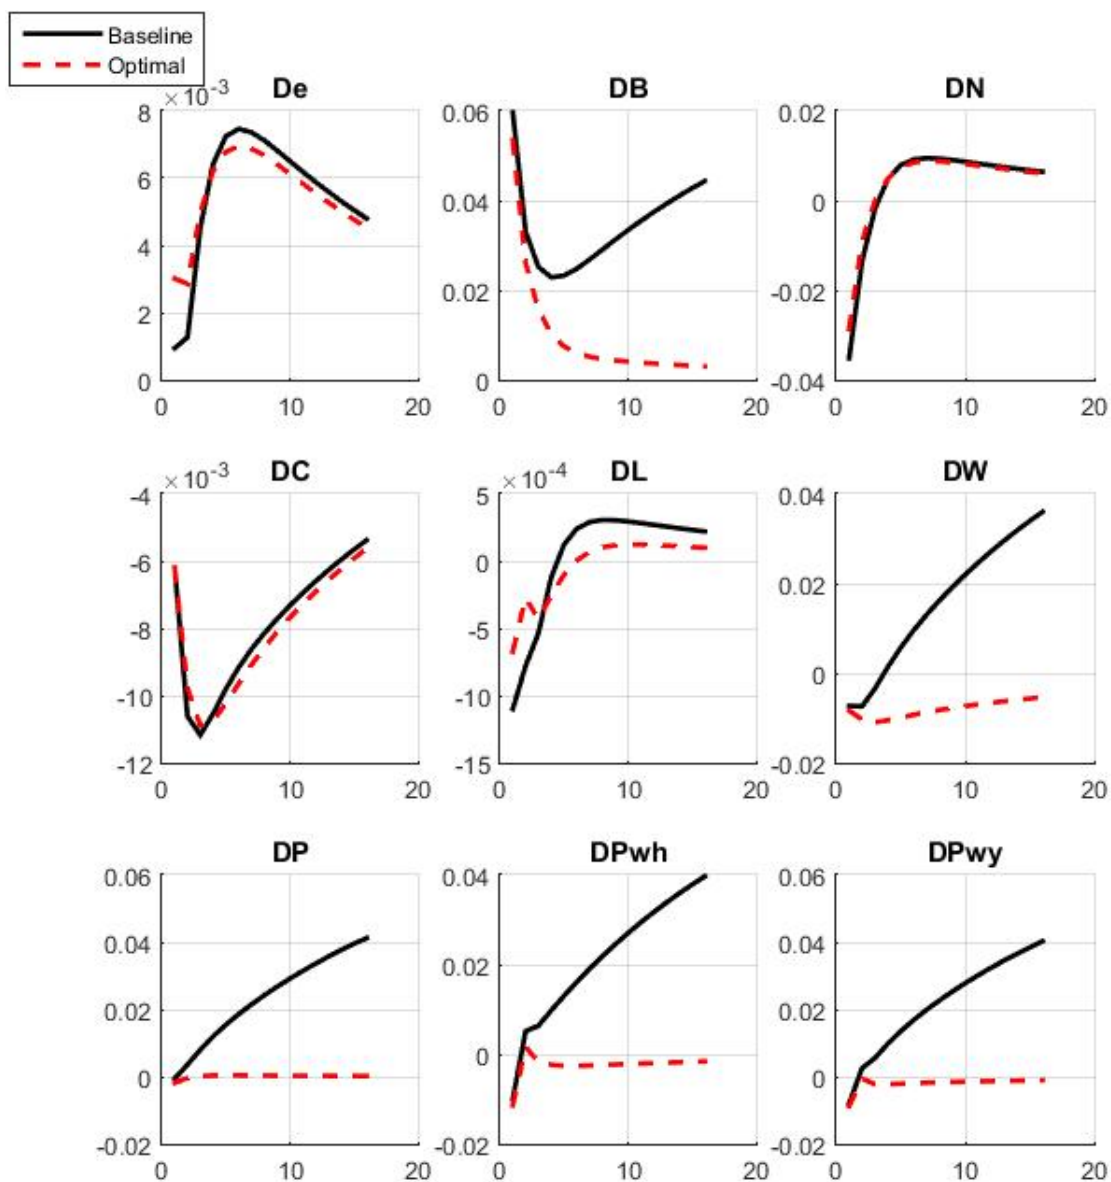 Baseline
Optimal
De DB DN
×10⁻³
8 0.06 0.02
6 0.04 0
4 0.02 -0.02
2
0 0 -0.04
0 10 20 0 10 20 0 10 20
DC DL DW
×10⁻³ ×10⁻⁴
-4 5 0.04
-6 0 0.02
-8 -5 0
-10 -10
-12 -15 -0.02
0 10 20 0 10 20 0 10 20
DP DPwh DPwy
0.06 0.04 0.06
0.04 0.02 0.04
0.02 0 0.02
0 0
-0.02 -0.02 -0.02
0 10 20 0 10 20 0 10 20